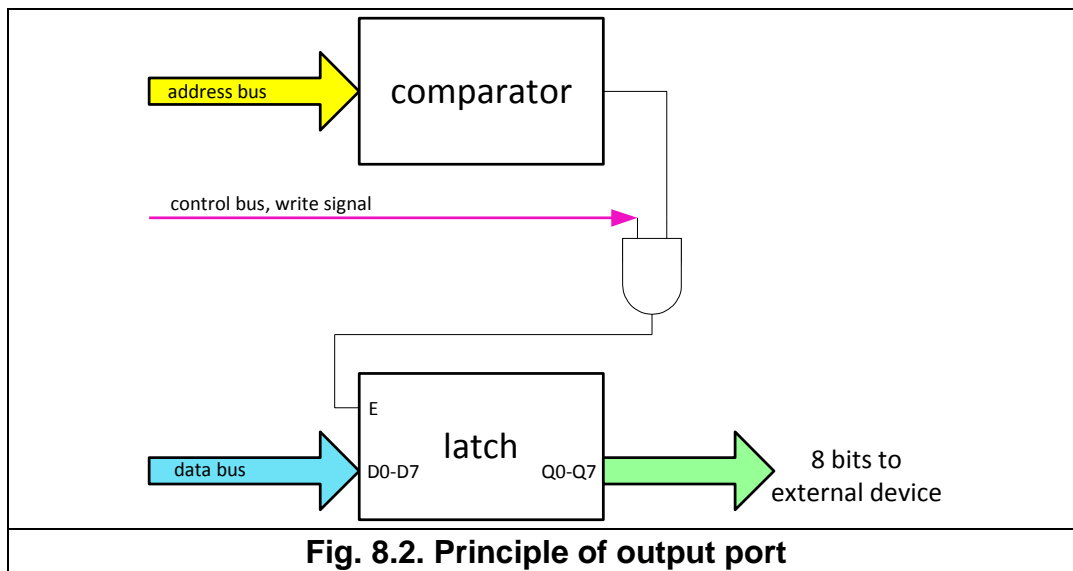 address bus
comparator
control bus, write signal
E
latch
data bus
D0-D7
Q0-Q7
8 bits to
external device
Fig. 8.2. Principle of output port